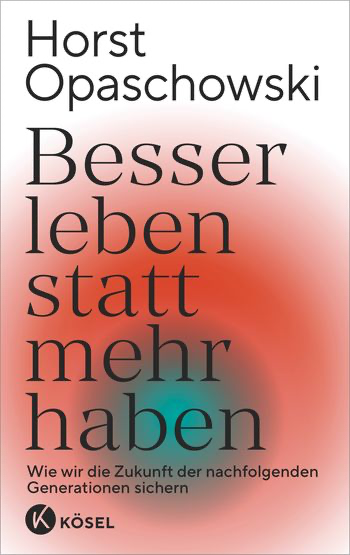 Horst
Opaschowski
Besser
leben
statt
mehr
haben
Wie wir die Zukunft der nachfolgenden
Generationen sichern
KÖSEL